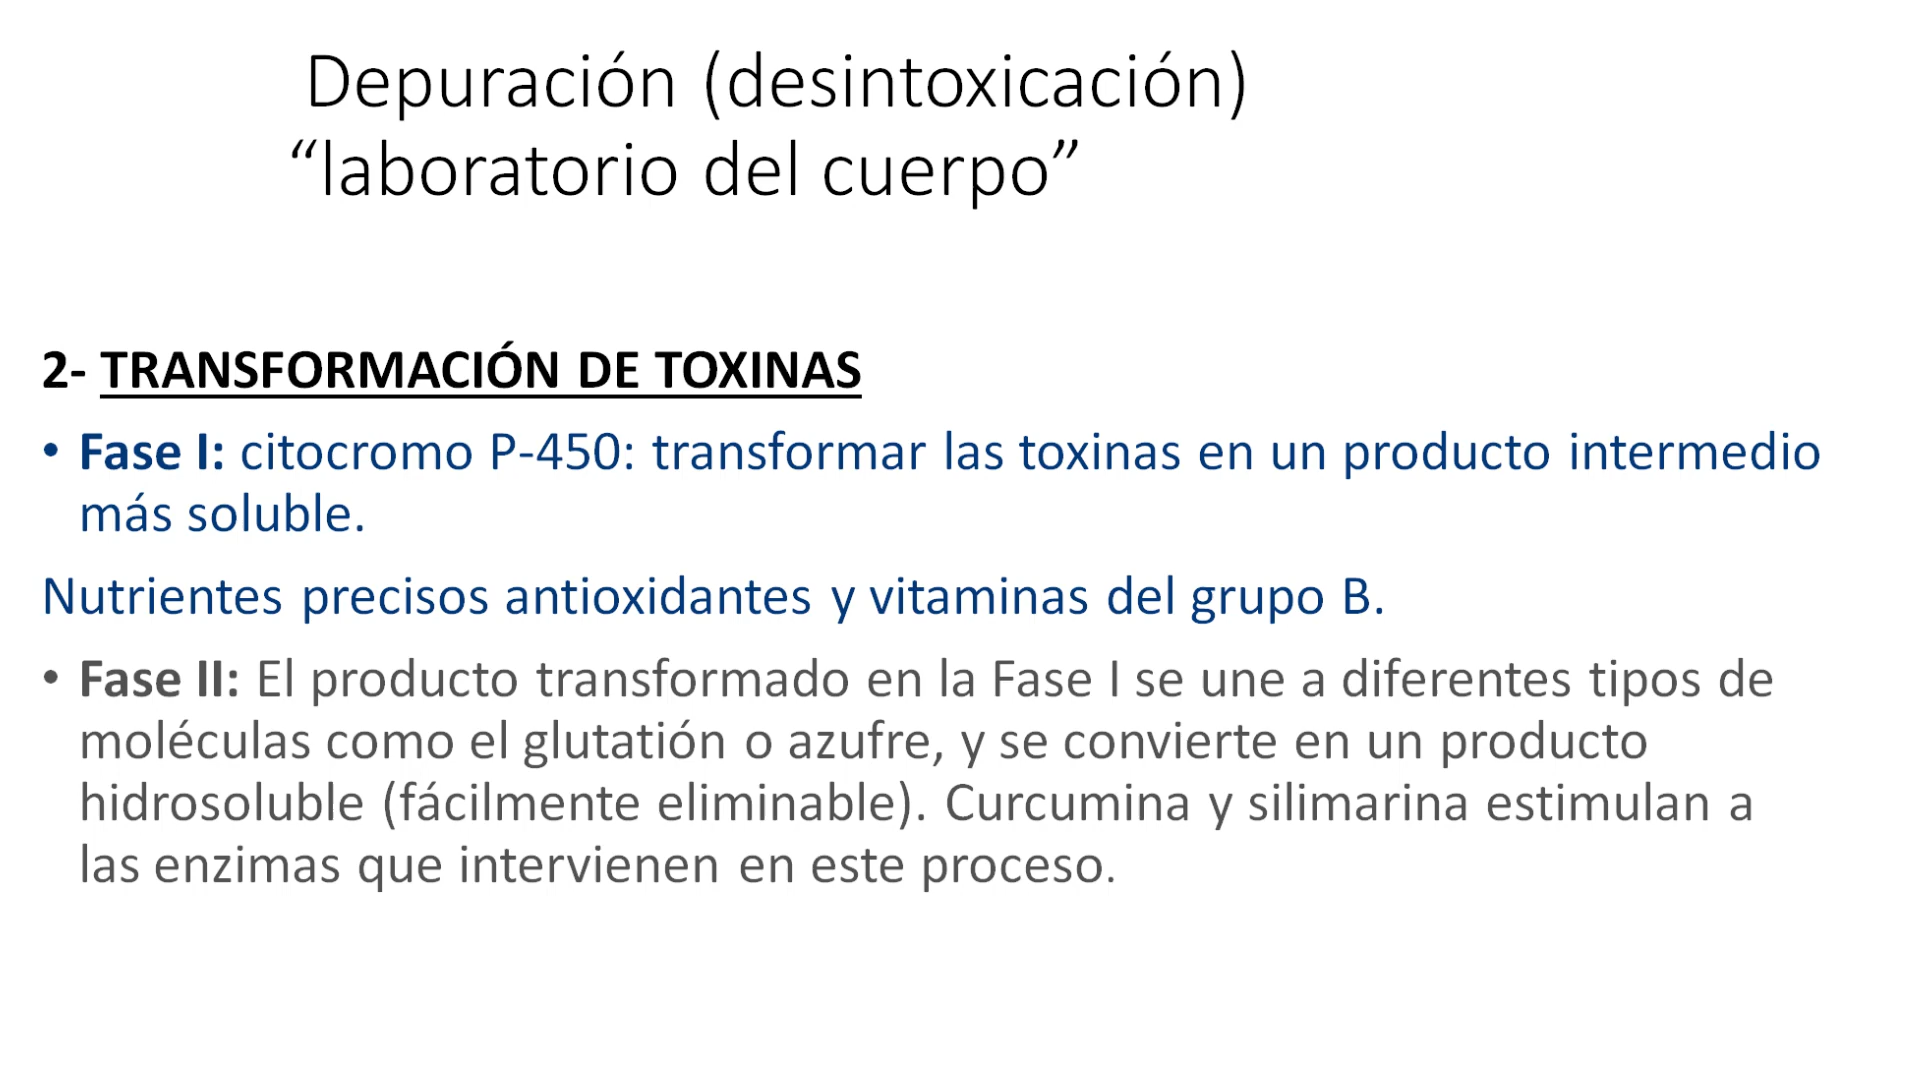 Depuración (desintoxicación)
“laboratorio del cuerpo”
2- TRANSFORMACIÓN DE TOXINAS
• Fase I: citocromo P-450: transformar las toxinas en un producto intermedio
más soluble.
Nutrientes precisos antioxidantes y vitaminas del grupo B.
• Fase II: El producto transformado en la Fase I se une a diferentes tipos de
moléculas como el glutatión o azufre, y se convierte en un producto
hidrosoluble (fácilmente eliminable). Curcumina y silimarina estimulan a
las enzimas que intervienen en este proceso.